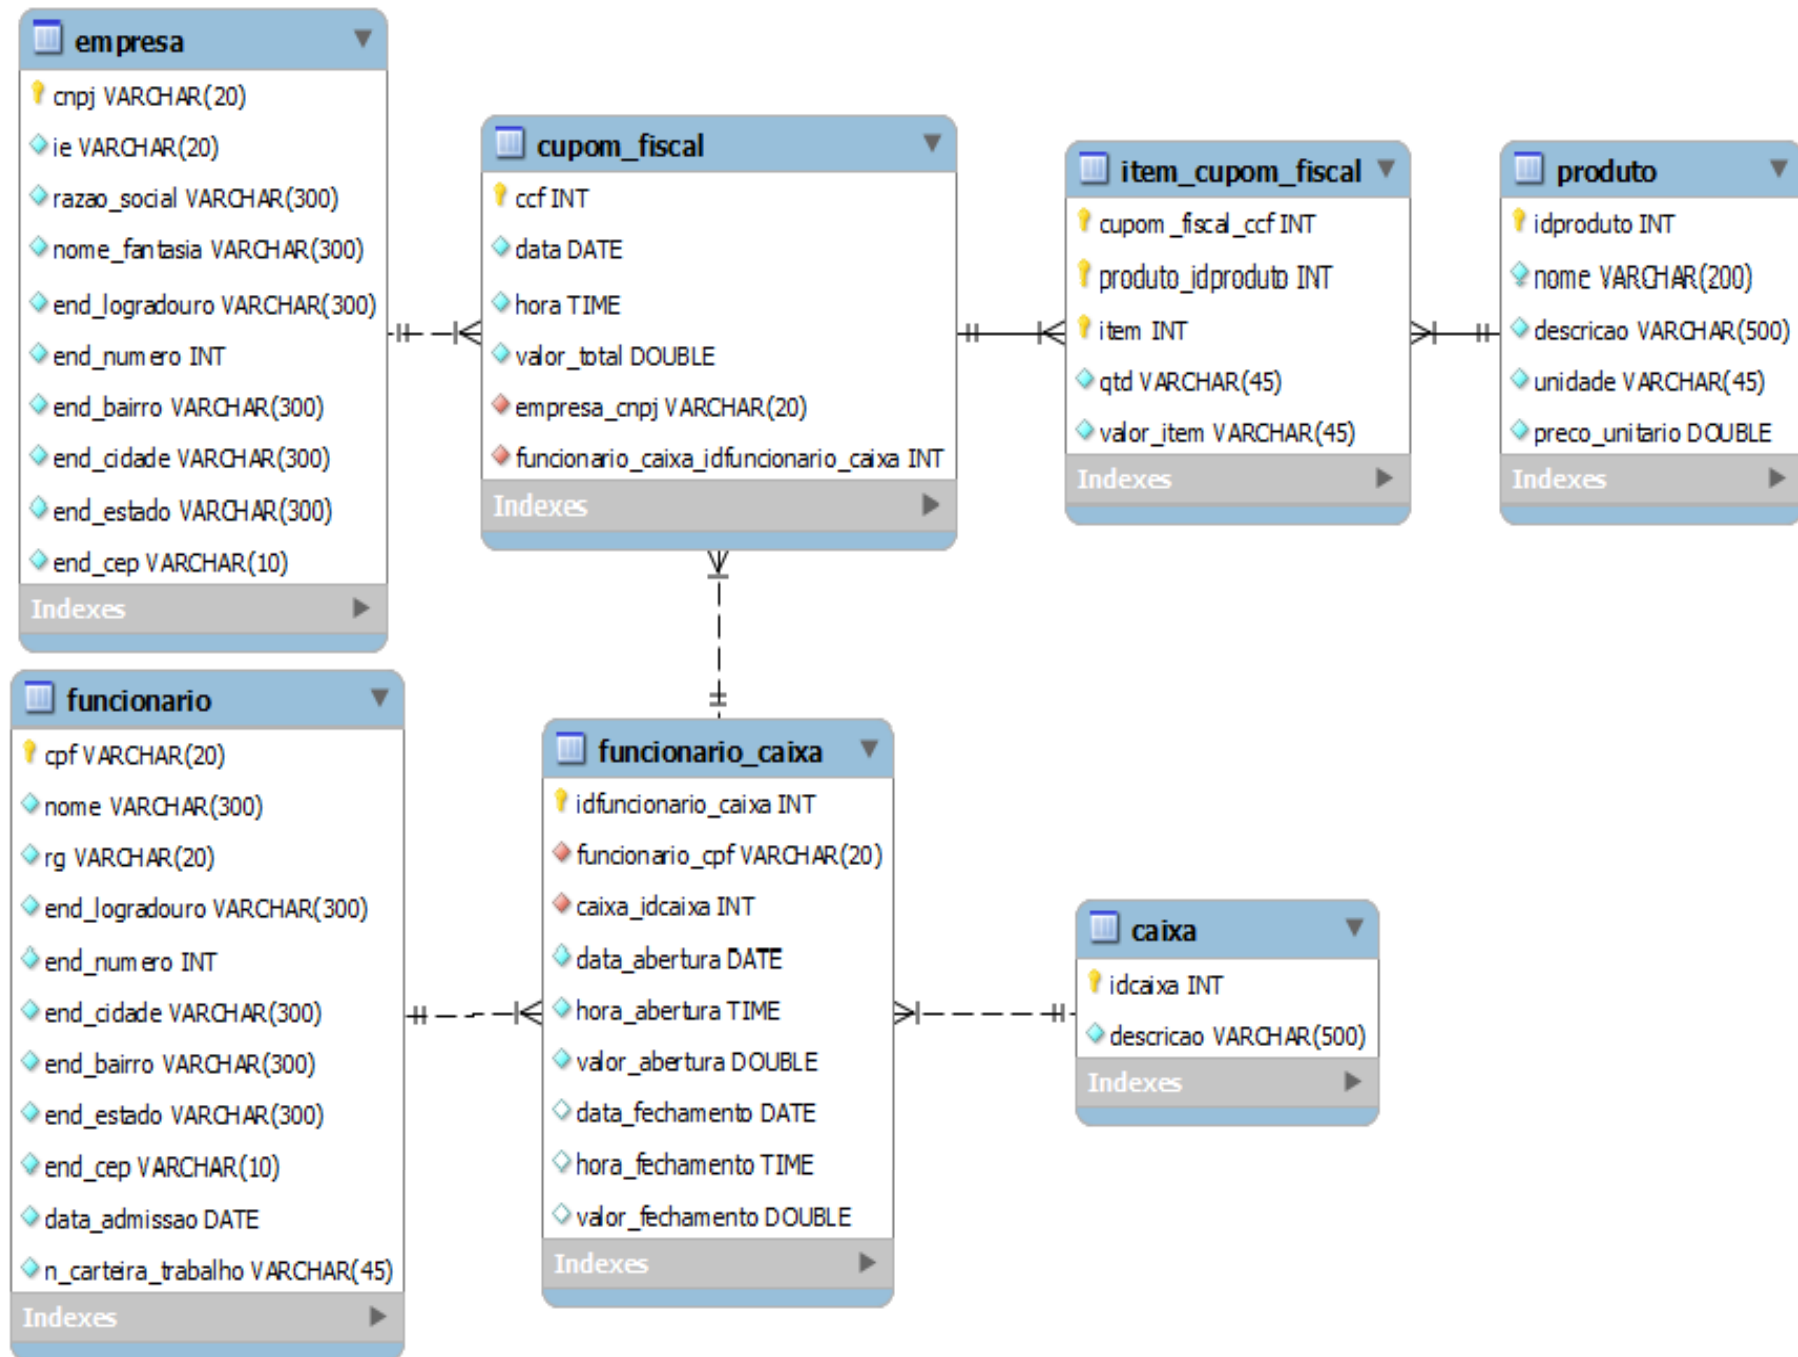 empresa
cnpj VARCHAR(20)
ie VARCHAR(20)
razao_social VARCHAR(300)
nome_fantasia VARCHAR(300)
end_logradouro VARCHAR(300)
end_numero INT
end_bairro VARCHAR(300)
end_cidade VARCHAR(300)
end_estado VARCHAR(300)
end_cep VARCHAR(10)
Indexes
cupom_fiscal
ccf INT
data DATE
hora TIME
valor_total DOUBLE
empresa_cnpj VARCHAR(20)
funcionario_caixa_idfuncionario_caixa INT
Indexes
item_cupom_fiscal
cupom_fiscal_ccf INT
produto_idproduto INT
item INT
qtd VARCHAR(45)
valor_item VARCHAR(45)
Indexes
produto
idproduto INT
nome VARCHAR(200)
descricao VARCHAR(500)
unidade VARCHAR(45)
preco_unitario DOUBLE
Indexes
funcionario
cpf VARCHAR(20)
nome VARCHAR(300)
rg VARCHAR(20)
end_logradouro VARCHAR(300)
end_numero INT
end_cidade VARCHAR(300)
end_bairro VARCHAR(300)
end_estado VARCHAR(300)
end_cep VARCHAR(10)
data_admissao DATE
n_carteira_trabalho VARCHAR(45)
Indexes
funcionario_caixa
idfuncionario_caixa INT
funcionario_cpf VARCHAR(20)
caixa_idcaixa INT
data_abertura DATE
hora_abertura TIME
valor_abertura DOUBLE
data_fechamento DATE
hora_fechamento TIME
valor_fechamento DOUBLE
Indexes
caixa
idcaixa INT
descricao VARCHAR(500)
Indexes